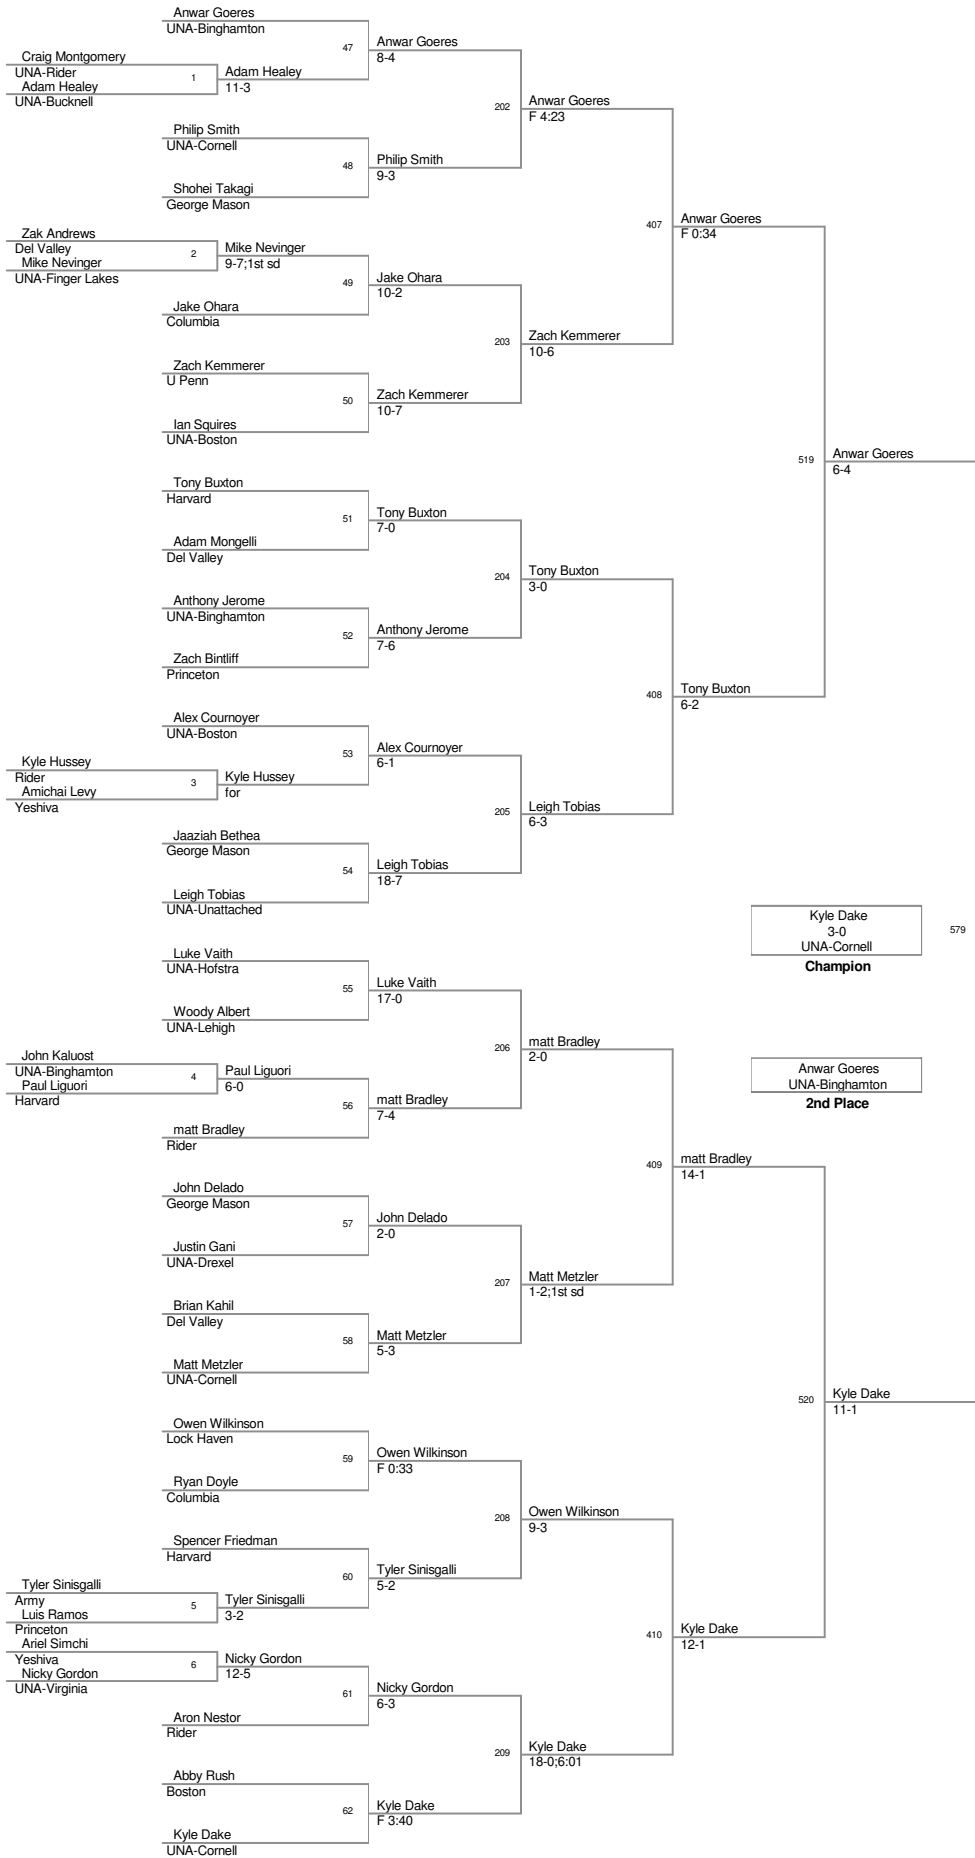 Anwar Goeres
UNA-Binghamton
47
Anwar Goeres
8-4
Craig Montgomery
UNA-Rider
1
Adam Healey
11-3
Adam Healey
UNA-Bucknell
202
Anwar Goeres
F 4:23
Philip Smith
UNA-Cornell
48
Philip Smith
9-3
Shohei Takagi
George Mason
407
Anwar Goeres
F 0:34
Zak Andrews
Del Valley
2
Mike Nevinger
9-7;1st sd
Mike Nevinger
UNA-Finger Lakes
49
Jake Ohara
10-2
Jake Ohara
Columbia
203
Zach Kemmerer
10-6
Zach Kemmerer
U Penn
50
Zach Kemmerer
10-7
Ian Squires
UNA-Boston
519
Anwar Goeres
6-4
Tony Buxton
Harvard
51
Tony Buxton
7-0
Adam Mongelli
Del Valley
204
Tony Buxton
3-0
Anthony Jerome
UNA-Binghamton
52
Anthony Jerome
7-6
Zach Bintliff
Princeton
408
Tony Buxton
6-2
Alex Cournoyer
UNA-Boston
53
Alex Cournoyer
6-1
Kyle Hussey
Rider
3
Kyle Hussey
for
Amichai Levy
Yeshiva
205
Leigh Tobias
6-3
Jaaziah Bethea
George Mason
54
Leigh Tobias
18-7
Leigh Tobias
UNA-Unattached
Kyle Dake
3-0
UNA-Cornell
579
Champion
Luke Vaith
UNA-Hofstra
55
Luke Vaith
17-0
Woody Albert
UNA-Lehigh
206
matt Bradley
2-0
John Kaluost
UNA-Binghamton
4
Paul Liguori
6-0
Paul Liguori
Harvard
56
matt Bradley
7-4
matt Bradley
Rider
Anwar Goeres
UNA-Binghamton
2nd Place
409
matt Bradley
14-1
John Delado
George Mason
57
John Delado
2-0
Justin Gani
UNA-Drexel
207
Matt Metzler
1-2;1st sd
Brian Kahil
Del Valley
58
Matt Metzler
5-3
Matt Metzler
UNA-Cornell
520
Kyle Dake
11-1
Owen Wilkinson
Lock Haven
59
Owen Wilkinson
F 0:33
Ryan Doyle
Columbia
208
Owen Wilkinson
9-3
Spencer Friedman
Harvard
60
Tyler Sinisgalli
5-2
Tyler Sinisgalli
Army
5
Tyler Sinisgalli
3-2
Luis Ramos
Princeton
410
Kyle Dake
12-1
Ariel Simchi
Yeshiva
6
Nicky Gordon
12-5
Nicky Gordon
UNA-Virginia
61
Nicky Gordon
6-3
Aron Nestor
Rider
209
Kyle Dake
18-0;6:01
Abby Rush
Boston
62
Kyle Dake
F 3:40
Kyle Dake
UNA-Cornell